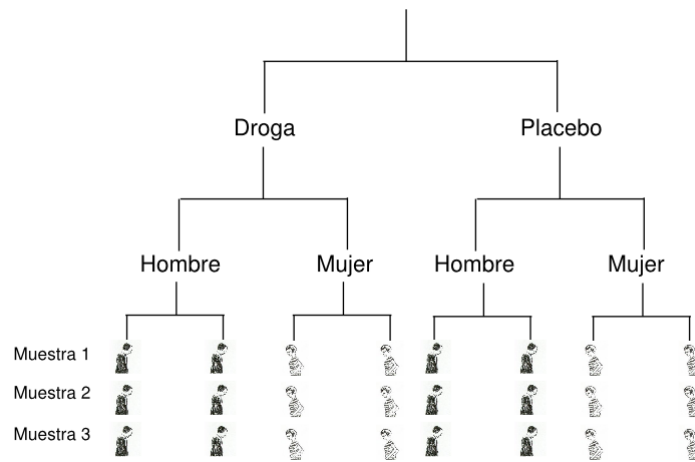 Droga Placebo
Hombre Mujer Hombre Mujer
Muestra 1
Muestra 2
Muestra 3